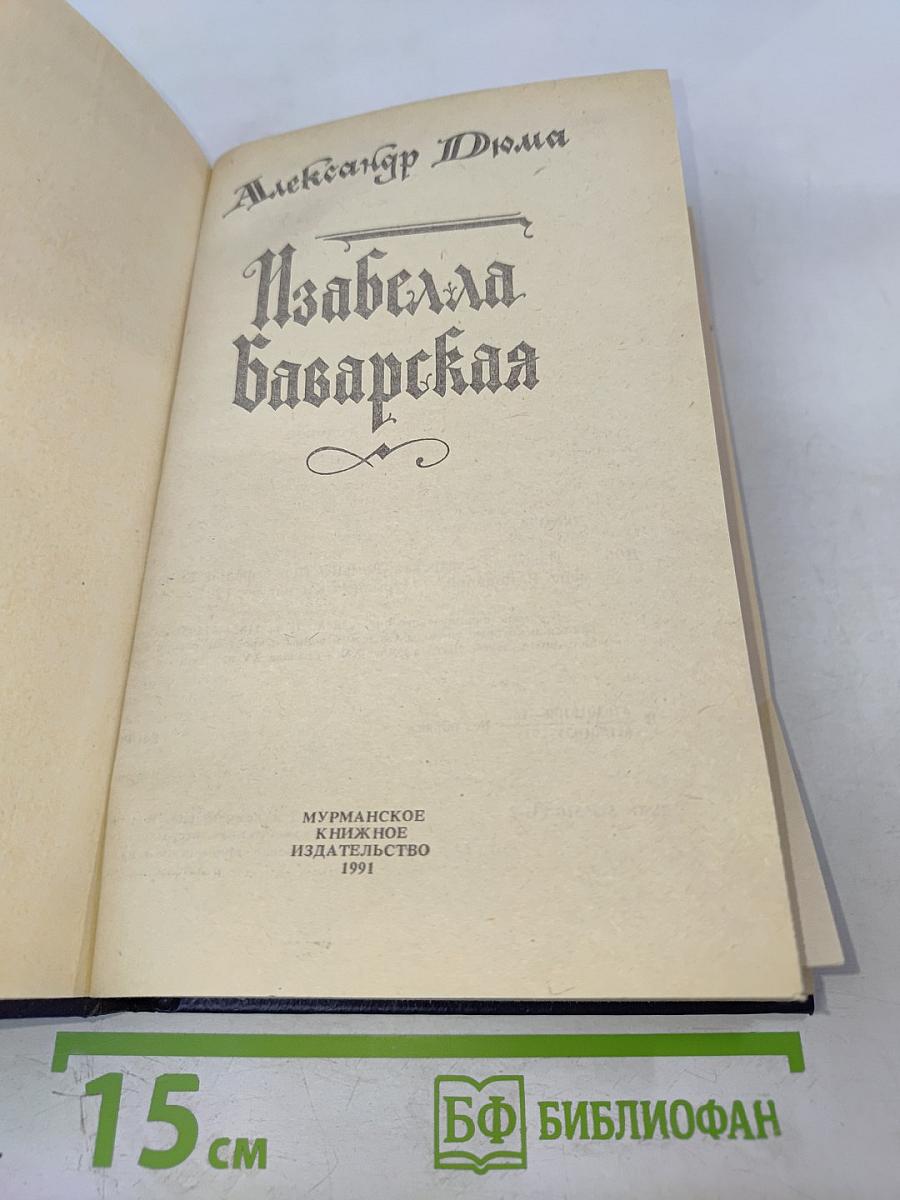 Александр Дюма
Изабелла
Баварская
МУРМАНСКОЕ
КНИЖНОЕ
ИЗДАТЕЛЬСТВО
1991
15 см
БФ БИБЛИОФАН